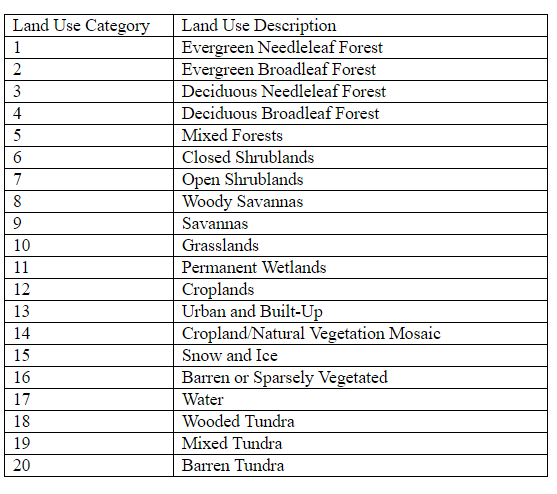 Land Use Category Land Use Description
1 Evergreen Needleleaf Forest
2 Evergreen Broadleaf Forest
3 Deciduous Needleleaf Forest
4 Deciduous Broadleaf Forest
5 Mixed Forests
6 Closed Shrublands
7 Open Shrublands
8 Woody Savannas
9 Savannas
10 Grasslands
11 Permanent Wetlands
12 Croplands
13 Urban and Built-Up
14 Cropland/Natural Vegetation Mosaic
15 Snow and Ice
16 Barren or Sparsely Vegetated
17 Water
18 Wooded Tundra
19 Mixed Tundra
20 Barren Tundra